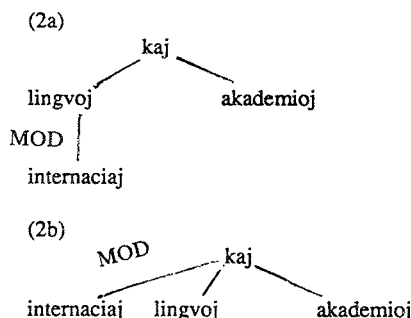 (2a)
kaj
lingvoj akademioj
MOD
internaciaj
(2b)
MOD kaj
internaciaj lingvoj akademioj